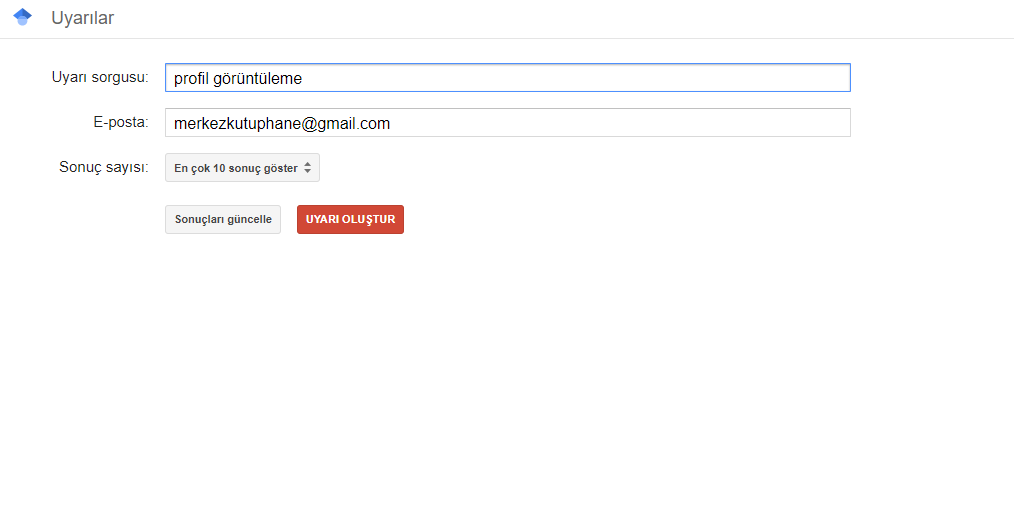 Uyarılar
Uyarı sorgusu: profil görüntüleme
E-posta: merkezkutuphane@gmail.com
Sonuç sayısı: En çok 10 sonuç göster
Sonuçları güncelle UYARI OLUŞTUR